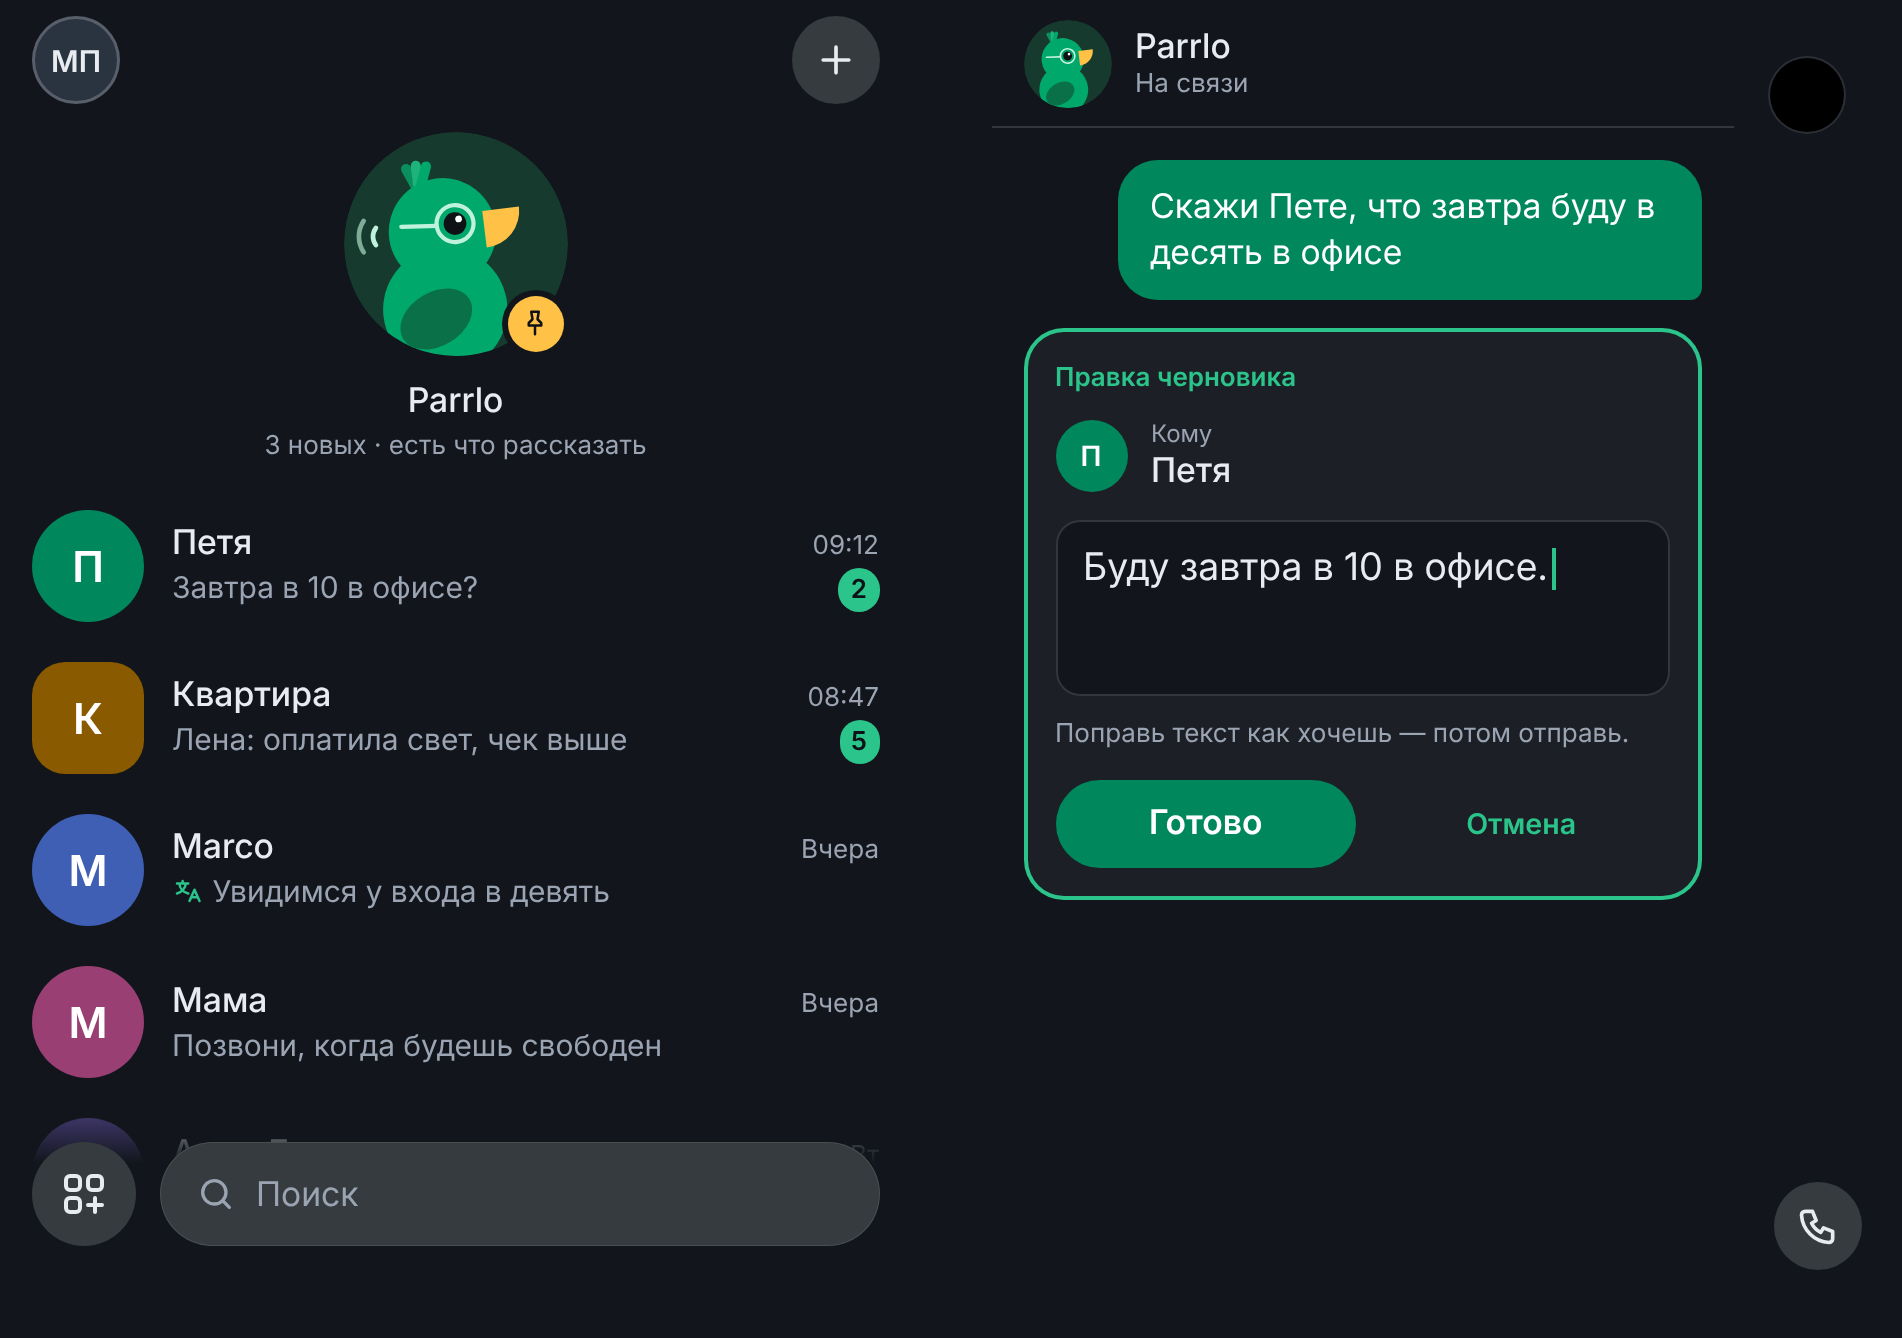 МП
Parrlo
3 новых · есть что рассказать
П
Петя
09:12
Завтра в 10 в офисе?
2
К
Квартира
08:47
Лена: оплатила свет, чек выше
5
M
Marco
Вчера
Увидимся у входа в девять
М
Мама
Вчера
Позвони, когда будешь свободен
Поиск
Parrlo
На связи
Скажи Пете, что завтра буду в
десять в офисе
Правка черновика
П
Кому
Петя
Буду завтра в 10 в офисе.
Поправь текст как хочешь — потом отправь.
Готово
Отмена